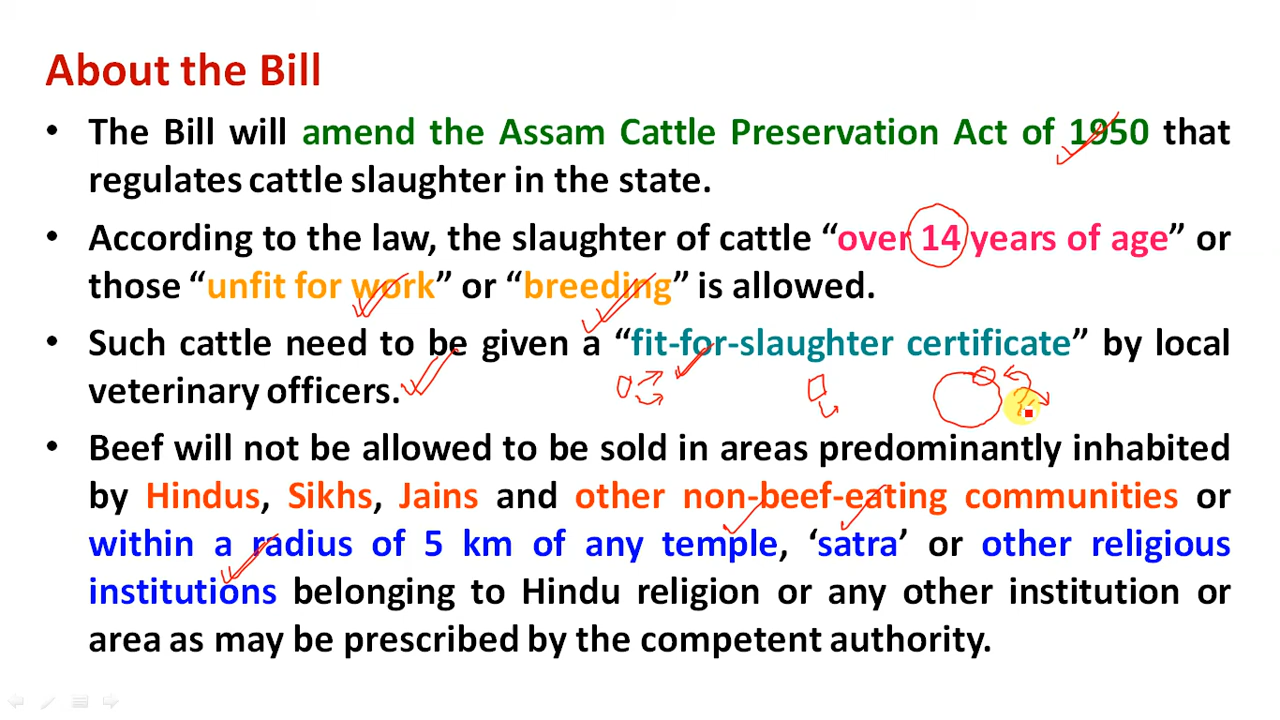 About the Bill
• The Bill will amend the Assam Cattle Preservation Act of 1950 that
regulates cattle slaughter in the state.
• According to the law, the slaughter of cattle “over 14 years of age” or
those “unfit for work” or “breeding” is allowed.
• Such cattle need to be given a “fit-for-slaughter certificate” by local
veterinary officers.
• Beef will not be allowed to be sold in areas predominantly inhabited
by Hindus, Sikhs, Jains and other non-beef-eating communities or
within a radius of 5 km of any temple, ‘satra’ or other religious
institutions belonging to Hindu religion or any other institution or
area as may be prescribed by the competent authority.